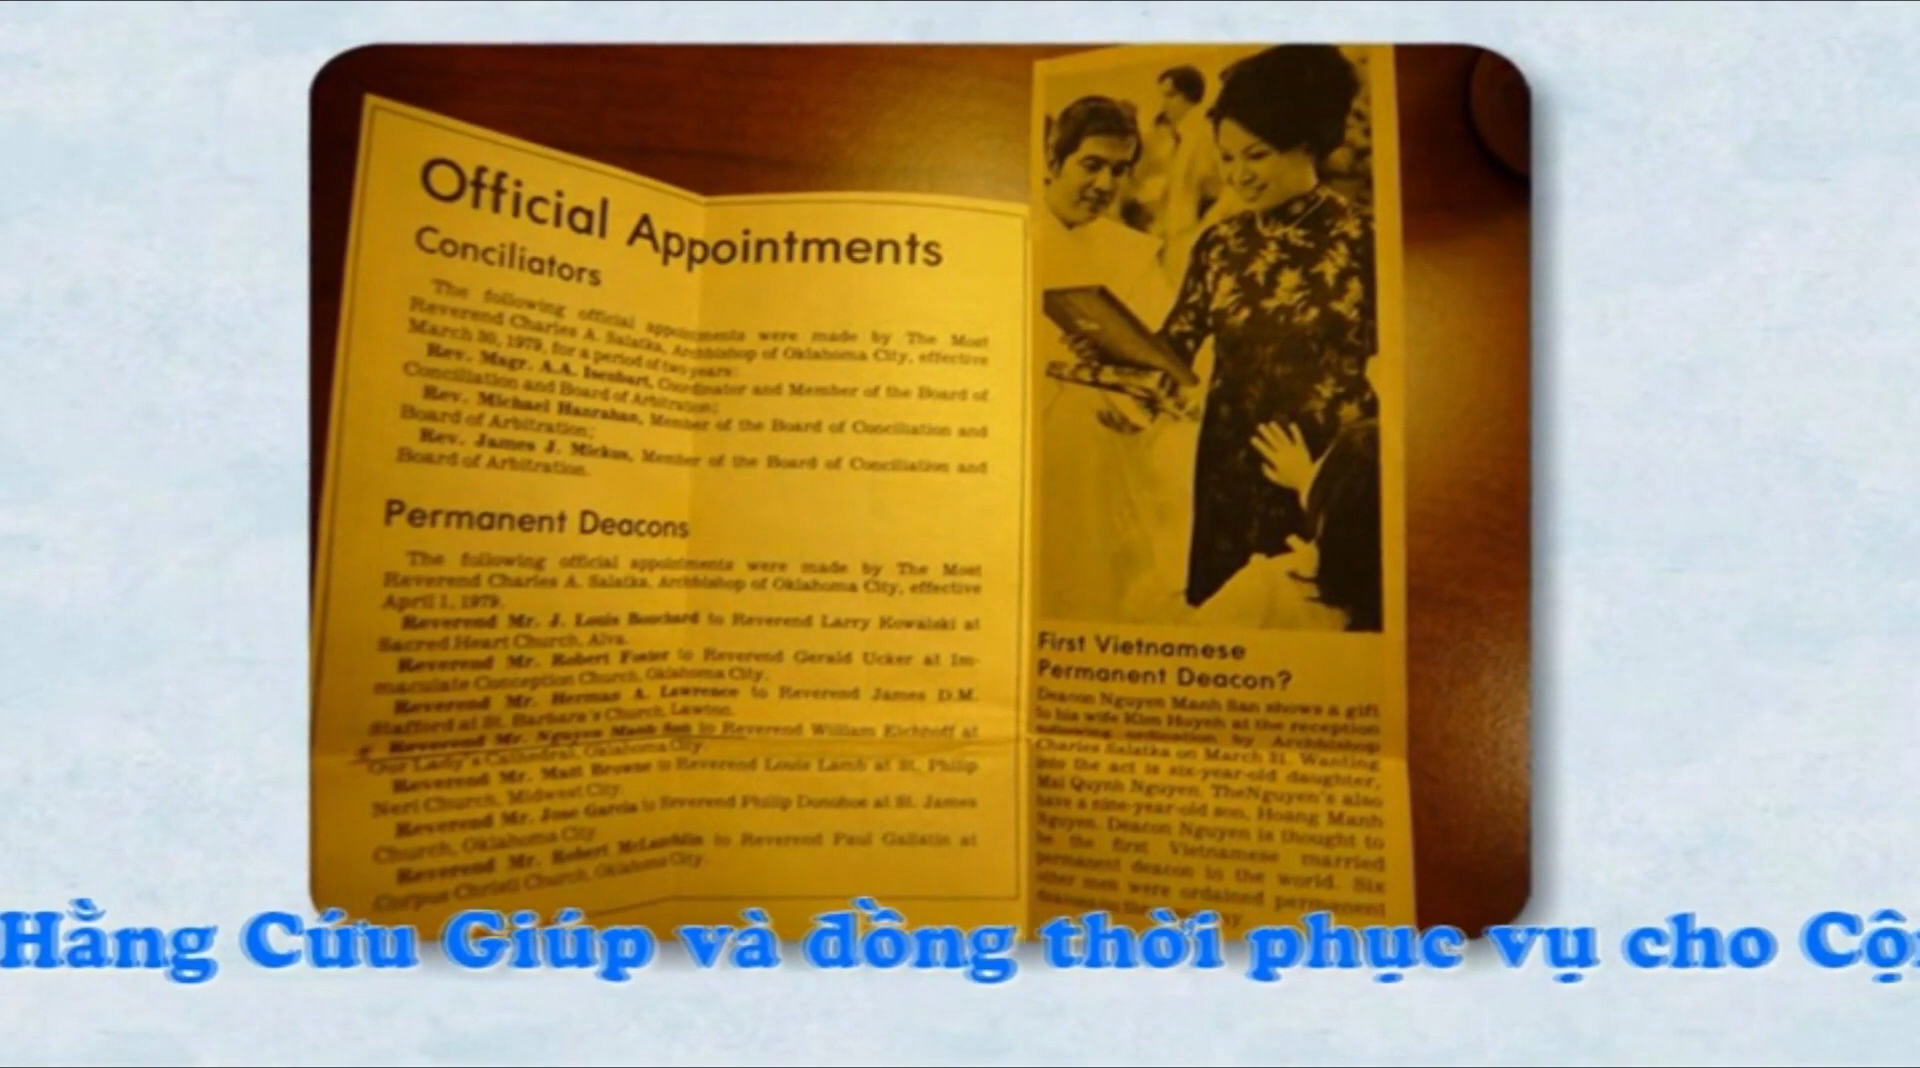 Official Appointments
Conciliators
The following official appointments were made by The Most
Reverend Charles A. Salatka, Archbishop of Oklahoma City, effective
March 30, 1979, for a period of two years:
Rev. Msgr. A.A. Isenbart, Coordinator and Member of the Board of
Conciliation and Board of Arbitration;
Rev. Michael Hanrahan, Member of the Board of Conciliation and
Board of Arbitration;
Rev. James J. Mickus, Member of the Board of Conciliation and
Board of Arbitration.
Permanent Deacons
The following official appointments were made by The Most
Reverend Charles A. Salatka, Archbishop of Oklahoma City, effective
April 1, 1979.
Reverend Mr. J. Louis Bouchard to Reverend Larry Kowalski at
Sacred Heart Church, Alva.
Reverend Mr. Robert Foster to Reverend Gerald Ucker at Im-
maculate Conception Church, Oklahoma City.
Reverend Mr. Herman A. Lawrence to Reverend James D.M.
Stafford at St. Barbara's Church, Lawton.
Reverend Mr. Nguyen Manh San to Reverend William Eichhoff at
Our Lady's Cathedral, Oklahoma City.
Reverend Mr. Matt Browne to Reverend Louis Lamb at St. Philip
Neri Church, Midwest City.
Reverend Mr. Jose Garcia to Reverend Philip Donohoe at St. James
Church, Oklahoma City.
Reverend Mr. Robert McLaughlin to Reverend Paul Gallatin at
Corpus Christi Church, Oklahoma City.
First Vietnamese
Permanent Deacon?
Deacon Nguyen Manh San shows a gift
to his wife Kim Huynh at the reception
following ordination by Archbishop
Charles Salatka on March 31. Wanting
into the act is six-year-old daughter,
Mai Quynh Nguyen. TheNguyen's also
have a nine-year-old son, Hoang Manh
Nguyen. Deacon Nguyen is thought to
be the first Vietnamese married
permanent deacon in the world. Six
other men were ordained permanent
Hằng Cứu Giúp và đồng thời phục vụ cho